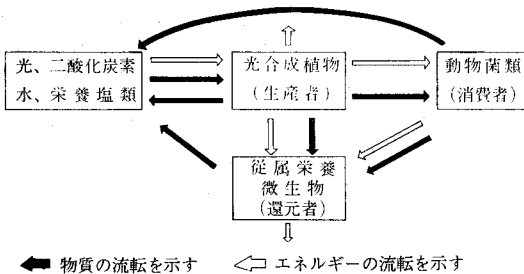 光、二酸化炭素
水、栄養塩類
光合成植物
(生産者)
動物菌類
(消費者)
従属栄養
微生物
(還元者)
物質の流転を示す
エネルギーの流転を示す